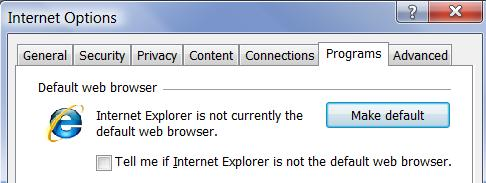 Internet Options
General Security Privacy Content Connections Programs Advanced
Default web browser
Internet Explorer is not currently the Make default
default web browser.
Tell me if Internet Explorer is not the default web browser.